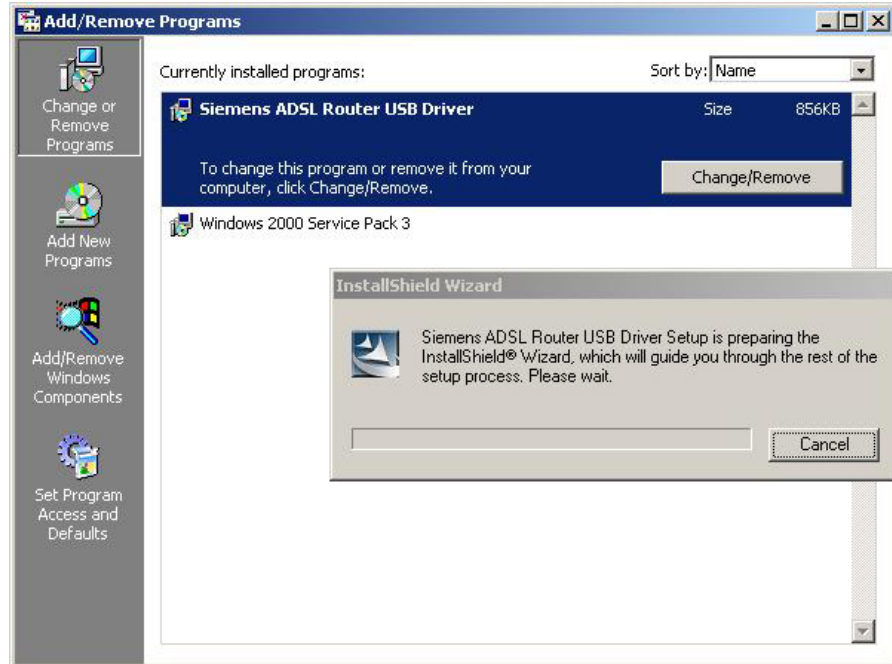 Add/Remove Programs
Change or
Remove
Programs
Add New
Programs
Add/Remove
Windows
Components
Set Program
Access and
Defaults
Currently installed programs:
Sort by: Name
Siemens ADSL Router USB Driver
Size 856KB
To change this program or remove it from your
computer, click Change/Remove.
Change/Remove
Windows 2000 Service Pack 3
InstallShield Wizard
Siemens ADSL Router USB Driver Setup is preparing the
InstallShield® Wizard, which will guide you through the rest of the
setup process. Please wait.
Cancel